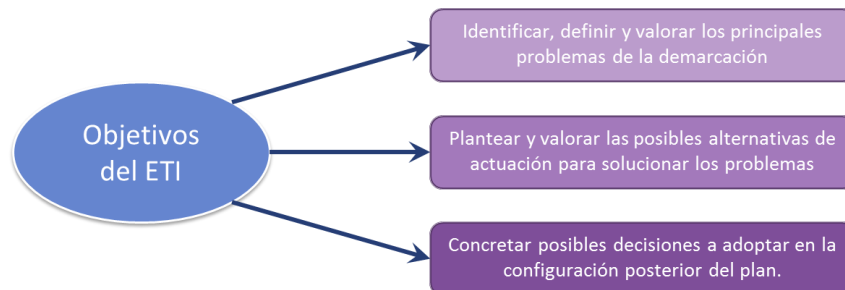 Objetivos
del ETI
Identificar, definir y valorar los principales
problemas de la demarcación
Plantear y valorar las posibles alternativas de
actuación para solucionar los problemas
Concretar posibles decisiones a adoptar en la
configuración posterior del plan.